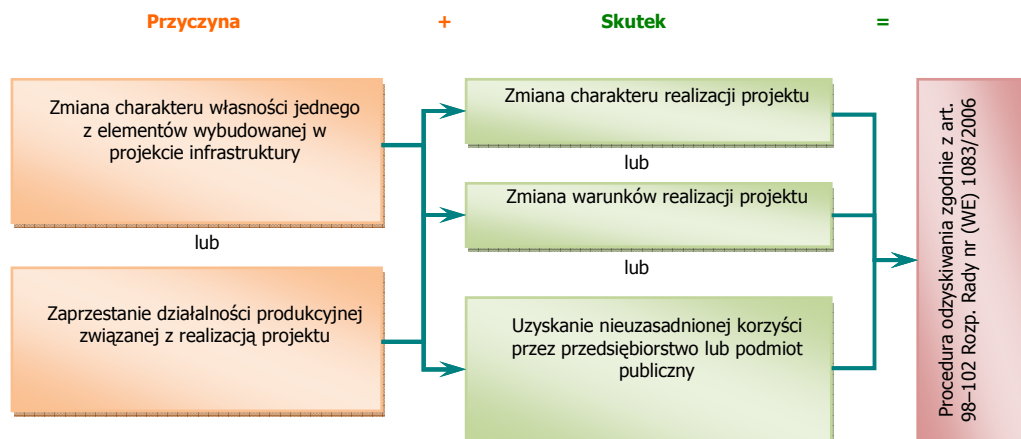 Przyczyna + Skutek =
Zmiana charakteru własności jednego
z elementów wybudowanej w
projekcie infrastruktury
lub
Zaprzestanie działalności produkcyjnej
związanej z realizacją projektu
Zmiana charakteru realizacji projektu
lub
Zmiana warunków realizacji projektu
lub
Uzyskanie nieuzasadnionej korzyści
przez przedsiębiorstwo lub podmiot
publiczny
Procedura odzyskiwania zgodnie z art.
98–102 Rozp. Rady nr (WE) 1083/2006